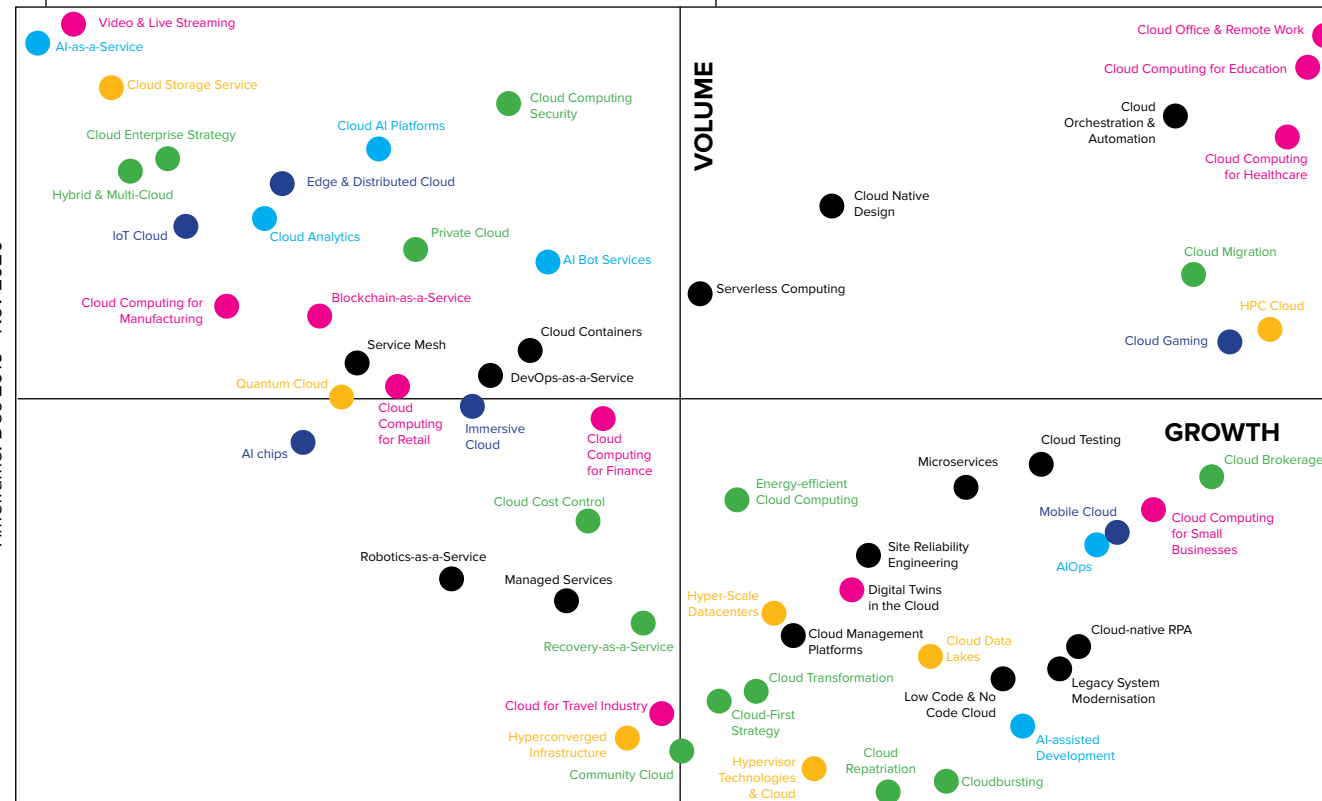 Video & Live Streaming
AI-as-a-Service
Cloud Storage Service
Cloud Computing
Security
Cloud AI Platforms
Cloud Enterprise Strategy
Hybrid & Multi-Cloud
Edge & Distributed Cloud
IoT Cloud
Cloud Analytics
Private Cloud
AI Bot Services
Cloud Computing for
Manufacturing
Blockchain-as-a-Service
Cloud Containers
Service Mesh
DevOps-as-a-Service
Quantum Cloud
Cloud
Computing
for Retail
Immersive
Cloud
AI chips
Cloud
Computing
for Finance
Cloud Cost Control
Robotics-as-a-Service
Managed Services
Recovery-as-a-Service
Cloud for Travel Industry
Hyperconverged
Infrastructure
Community Cloud
VOLUME
Cloud Office & Remote Work
Cloud Computing for Education
Cloud
Orchestration &
Automation
Cloud Computing
for Healthcare
Cloud Native
Design
Cloud Migration
Serverless Computing
HPC Cloud
Cloud Gaming
GROWTH
Cloud Testing
Microservices
Cloud Brokerage
Energy-efficient
Cloud Computing
Mobile Cloud
Cloud Computing
for Small
Businesses
AIOps
Site Reliability
Engineering
Digital Twins
in the Cloud
Hyper-Scale
Datacenters
Cloud Management
Platforms
Cloud Data
Lakes
Cloud-native RPA
Legacy System
Modernisation
Low Code & No
Code Cloud
Cloud Transformation
Cloud-First
Strategy
AI-assisted
Development
Hypervisor
Technologies
& Cloud
Cloud
Repatriation
Cloudbursting